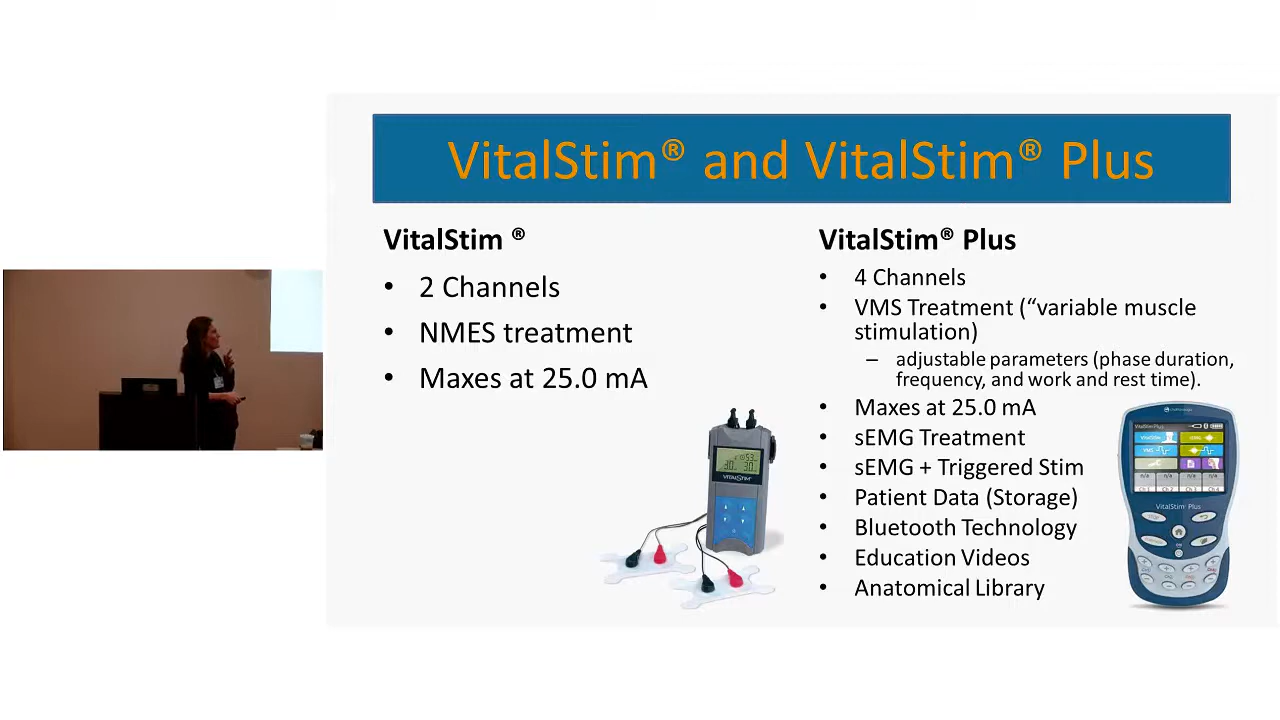 VitalStim® and VitalStim® Plus
VitalStim ®
• 2 Channels
• NMES treatment
• Maxes at 25.0 mA
VITALSTIM
VitalStim® Plus
• 4 Channels
• VMS Treatment (“variable muscle
stimulation)
– adjustable parameters (phase duration,
frequency, and work and rest time).
• Maxes at 25.0 mA
• sEMG Treatment
• sEMG + Triggered Stim
• Patient Data (Storage)
• Bluetooth Technology
• Education Videos
• Anatomical Library
VitalStim Plus